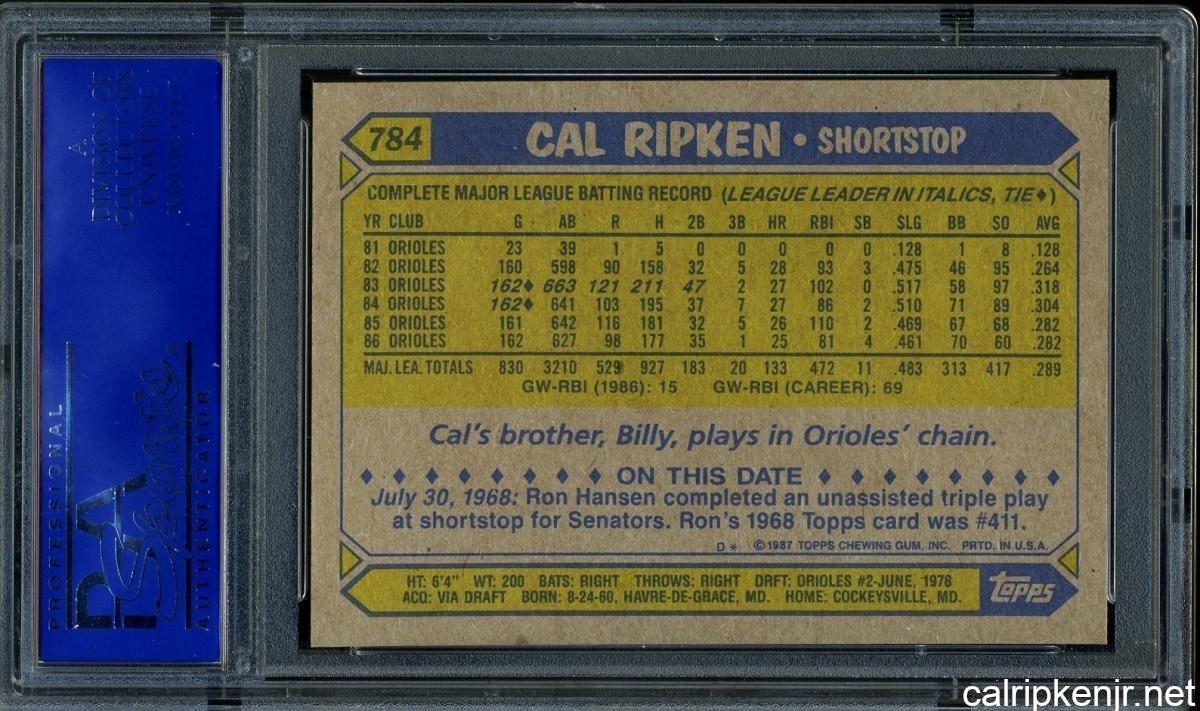 A
DIVISION OF
COLLECTORS
UNIVERSE
NASDAQ: CLCT
PROFESSIONAL
PSA
Sports
AUTHENTICATOR
784 CAL RIPKEN • SHORTSTOP
COMPLETE MAJOR LEAGUE BATTING RECORD (LEAGUE LEADER IN ITALICS, TIE♦)
YR CLUB G AB R H 2B 3B HR RBI SB SLG BB SO AVG
81 ORIOLES 23 39 1 5 0 0 0 0 0 .128 1 8 .128
82 ORIOLES 160 598 90 158 32 5 28 93 3 .475 46 95 .264
83 ORIOLES 162♦ 663 121 211 47 2 27 102 0 .517 58 97 .318
84 ORIOLES 162♦ 641 103 195 37 7 27 86 2 .510 71 89 .304
85 ORIOLES 161 642 116 181 32 5 26 110 2 .469 67 68 .282
86 ORIOLES 162 627 98 177 35 1 25 81 4 .461 70 60 .282
MAJ. LEA. TOTALS 830 3210 529 927 183 20 133 472 11 .483 313 417 .289
GW-RBI (1986): 15 GW-RBI (CAREER): 69
Cal's brother, Billy, plays in Orioles' chain.
♦ ♦ ♦ ♦ ♦ ♦ ♦ ♦ ON THIS DATE ♦ ♦ ♦ ♦ ♦ ♦ ♦ ♦
July 30, 1968: Ron Hansen completed an unassisted triple play
at shortstop for Senators. Ron's 1968 Topps card was #411.
D* ©1987 TOPPS CHEWING GUM, INC. PRTD. IN U.S.A.
HT: 6'4" WT: 200 BATS: RIGHT THROWS: RIGHT DRFT: ORIOLES #2-JUNE, 1978
ACQ: VIA DRAFT BORN: 8-24-60, HAVRE-DE-GRACE, MD. HOME: COCKEYSVILLE, MD.
topps
calripkenjr.net